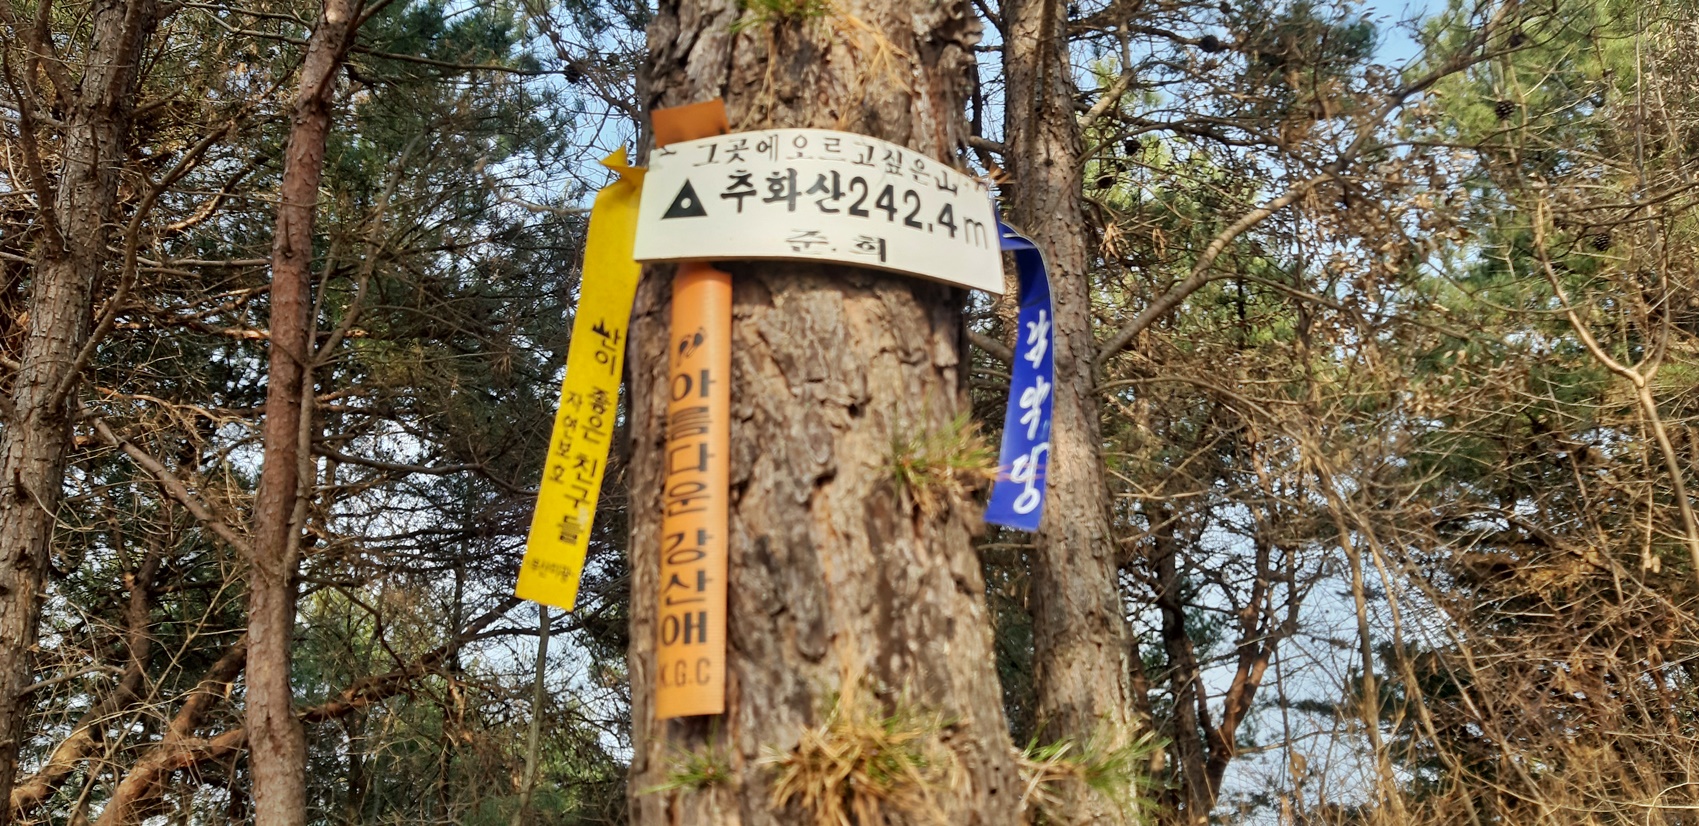 그곳에오르고싶은山
추화산242.4m
준.희
산이 좋은 친구들
자연보호
아름다운 강산애
K.G.C